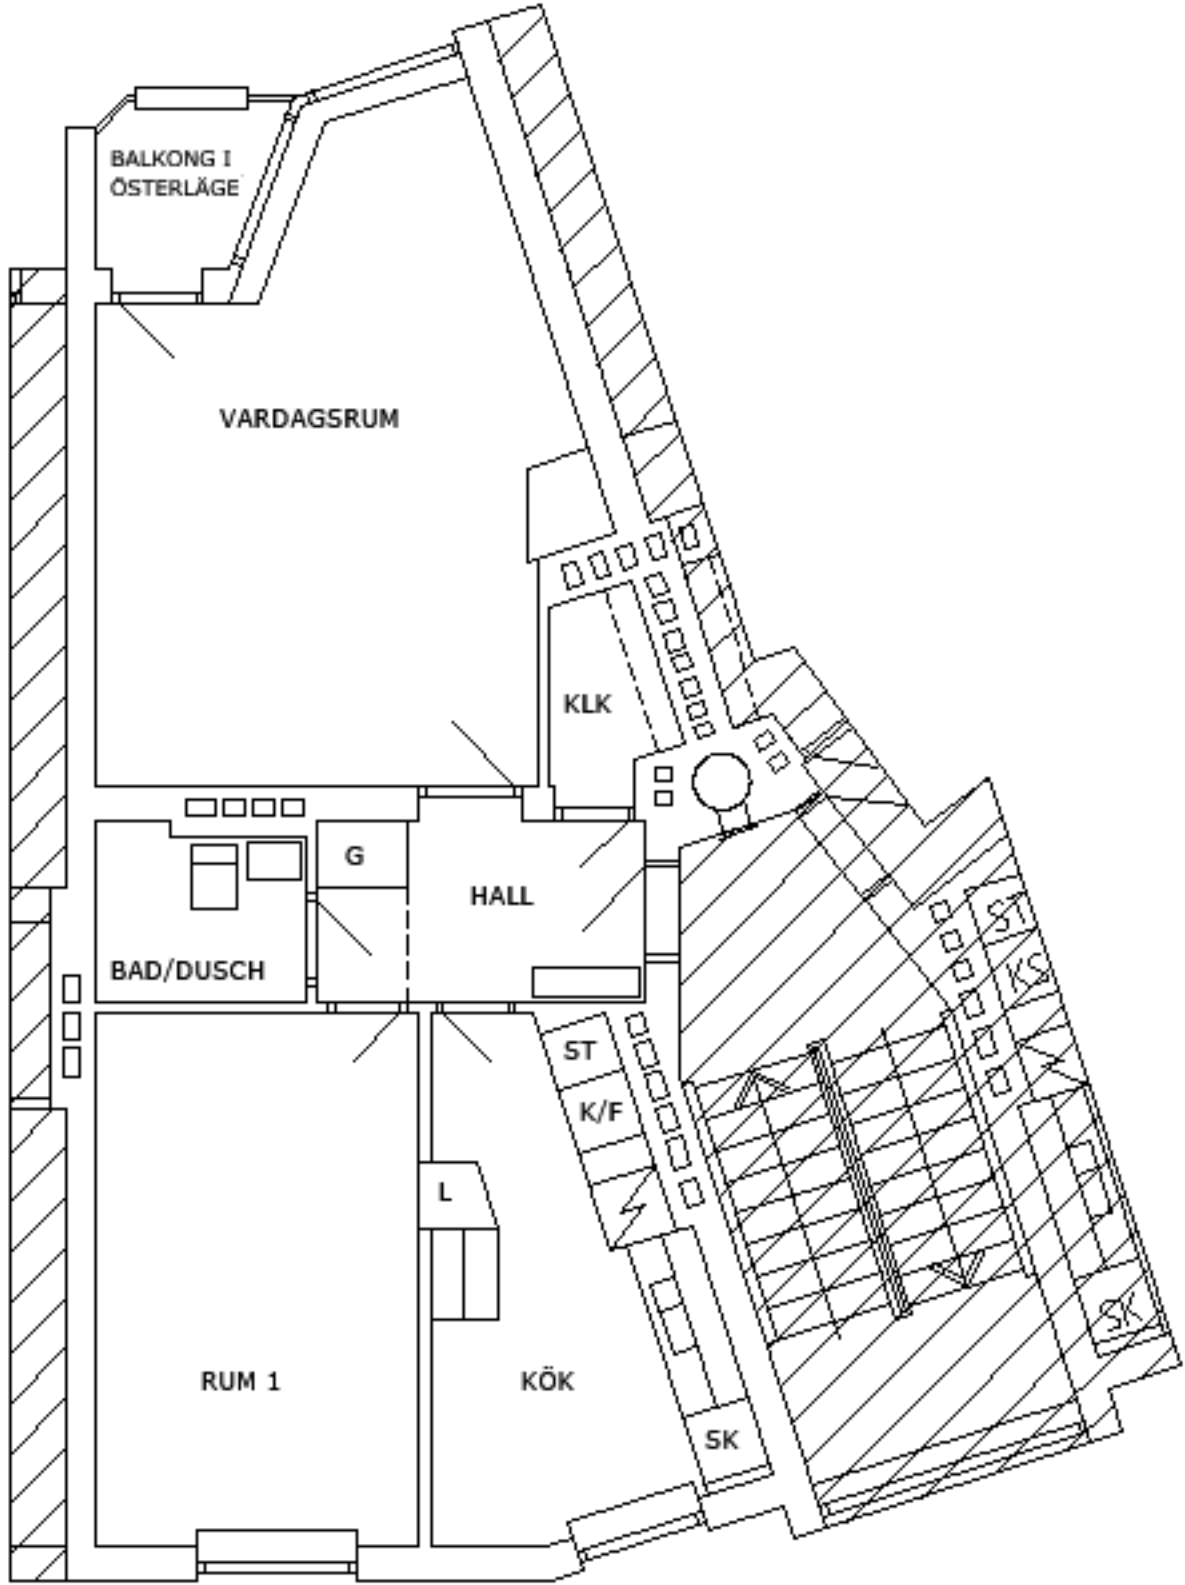 BALKONG I
ÖSTERLÄGE
VARDAGSRUM
KLK
G
HALL
BAD/DUSCH
ST
KS
ST
K/F
L
RUM 1
KÖK
SK
SK